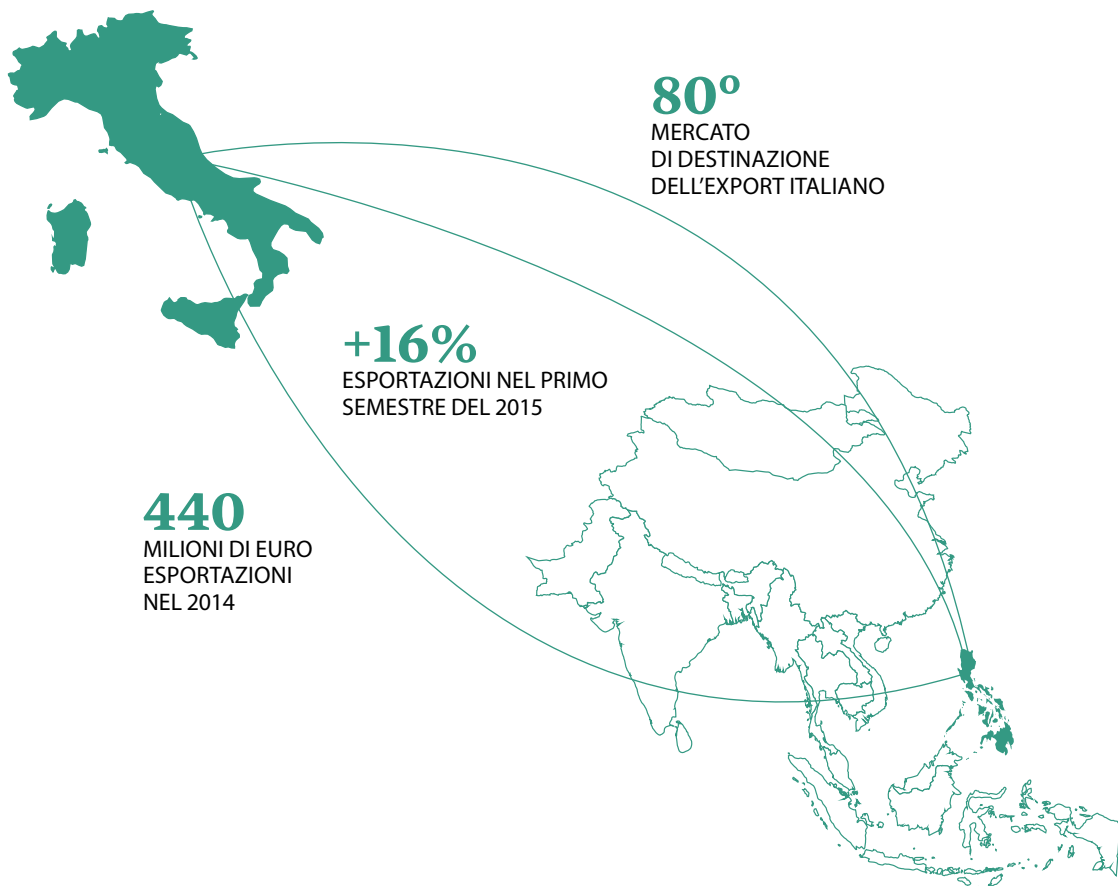 80º
MERCATO
DI DESTINAZIONE
DELL'EXPORT ITALIANO
+16%
ESPORTAZIONI NEL PRIMO
SEMESTRE DEL 2015
440
MILIONI DI EURO
ESPORTAZIONI
NEL 2014